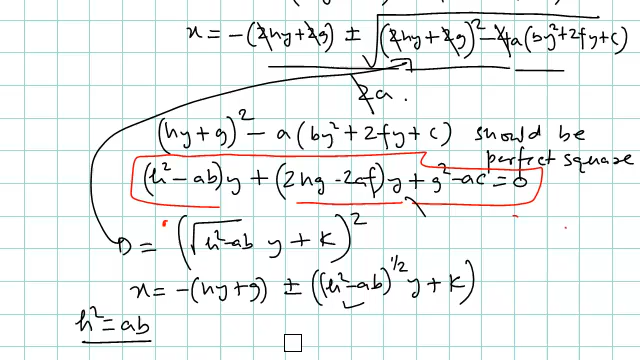 x = -(2hy+2g) ± √(2hy+2g)² - 4a(by²+2fy+c)
2a.
(hy+g)² - a(by²+2fy+c) should be
perfect square
(h²-ab)y + (2hg-2af)y + g²-ac = 0
D = (√h²-ab y + K)²
x = -(hy+g) ± ((h²-ab)^1/2 y + K)
h² = ab